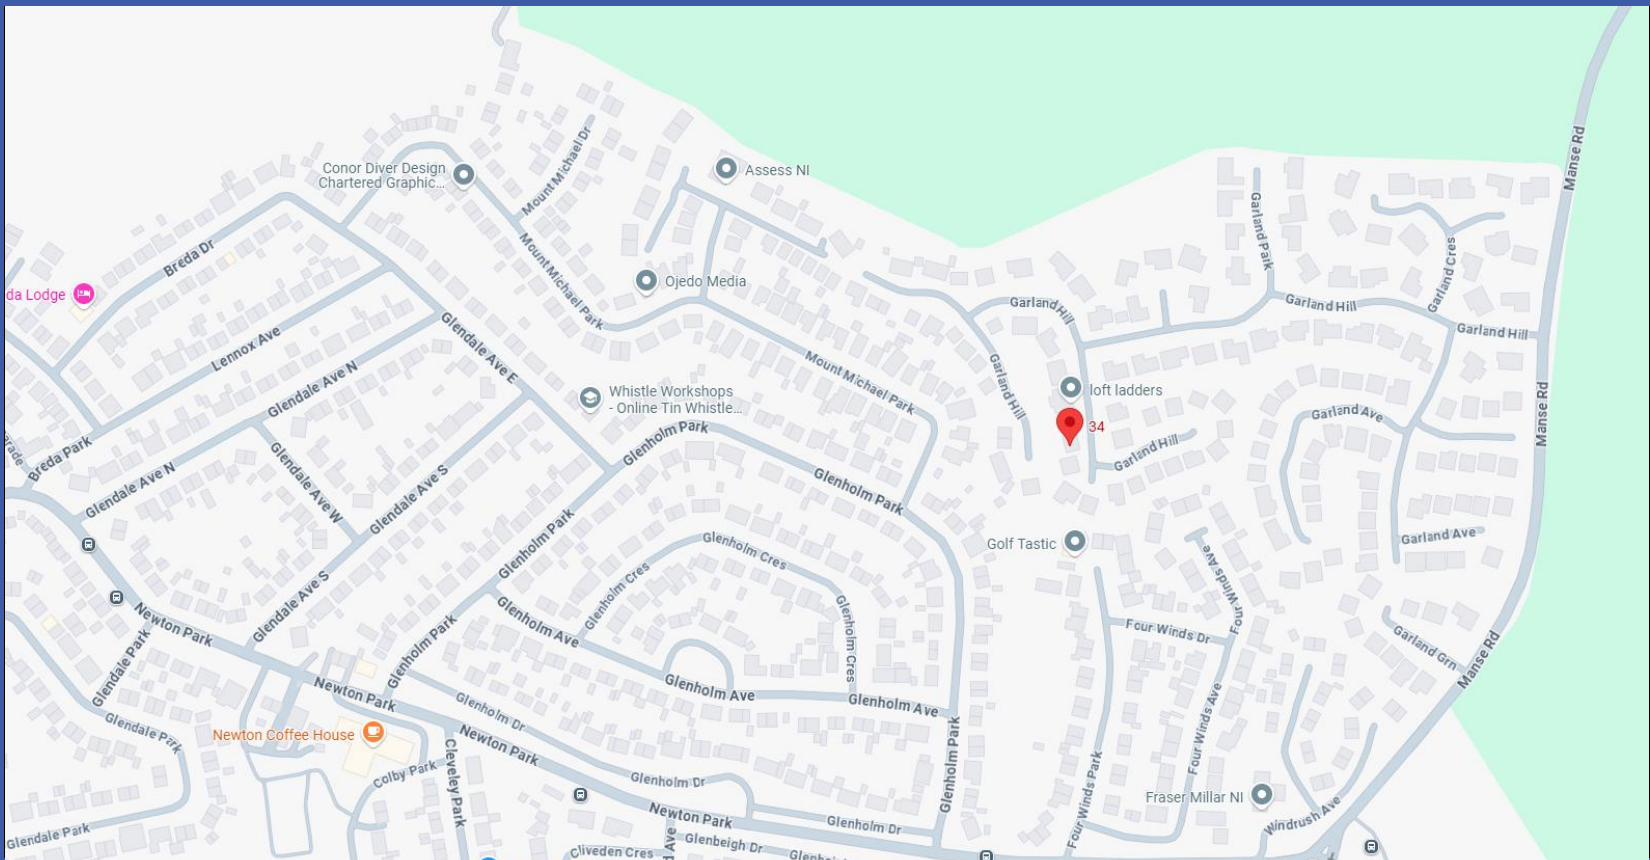 Manse Rd
Conor Diver Design
Chartered Graphic...
Mount Michael Dr
Assess NI
Garland Park
Breda Dr
Mount Michael Park
Garland Cres
da Lodge
Ojedo Media
Garland Hill
Garland Hill
Garland Hill
Lennox Ave
Glendale Ave E
Mount Michael Park
Glendale Ave N
Whistle Workshops
- Online Tin Whistle...
Garland Hill
loft ladders
Manse Rd
Garland Ave
34
Glenholm Park
Garland Hill
Breda Park
arade
Glendale Ave N
Glendale Ave W
Glendale Ave S
Glenholm Park
Garland Ave
Glenholm Park
Glenholm Cres
Golf Tastic
Four Winds Ave
Glenholm Cres
Glendale Ave S
Newton Park
Glenholm Ave
Glenholm Cres
Four Winds Dr
Garland Grn
Manse Rd
Glendale Park
Glenholm Park
Newton Park
Glenholm Ave
Glenholm Ave
Glendale Park
Glenholm Dr
Newton Coffee House
Newton Park
Glenholm Park
Four Winds Ave
Colby Park
Cleveley Park
Glenholm Dr
Four Winds Park
Fraser Millar NI
Windrush Ave
Newton Park
Glenholm Dr
Glendale Park
d Ave
Glenbeigh Dr
Cliveden Cres
Glenho